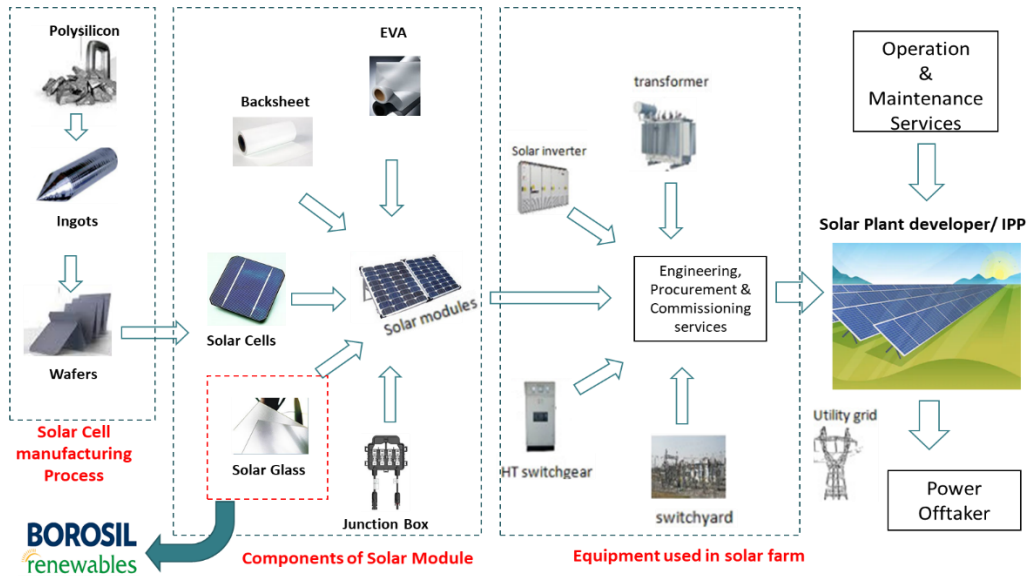 Polysilicon
Ingots
Wafers
Solar Cell
manufacturing
Process
EVA
Backsheet
Solar Cells
Solar modules
Solar Glass
Junction Box
BOROSIL
renewables
Components of Solar Module
transformer
Solar inverter
Engineering,
Procurement &
Commissioning
services
HT switchgear
switchyard
Equipment used in solar farm
Operation
&
Maintenance
Services
Solar Plant developer/ IPP
Utility grid
Power
Offtaker